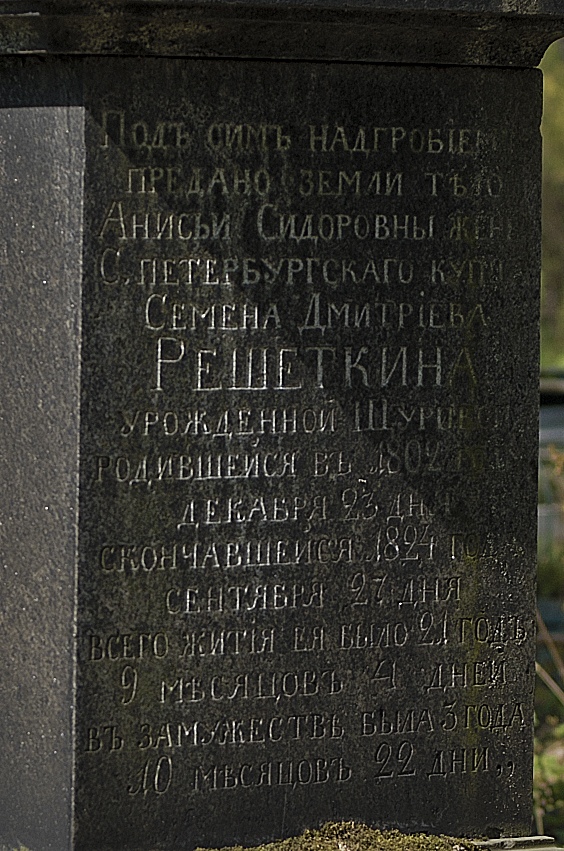 Подъ симъ надгробіемъ
предано земли тѣло
Анисьи Сидоровны жены
С. петербургскаго купца
Семена Дмитріева
Решеткина
урожденной
родившейся въ 1802
декабря 23 дня
скончавшейся 1824 года
сентября 27 дня
всего житія ея было 21 годъ
9 мѣсяцовъ 4 дней
въ замужествѣ была 3 года
10 мѣсяцовъ 22 дни„